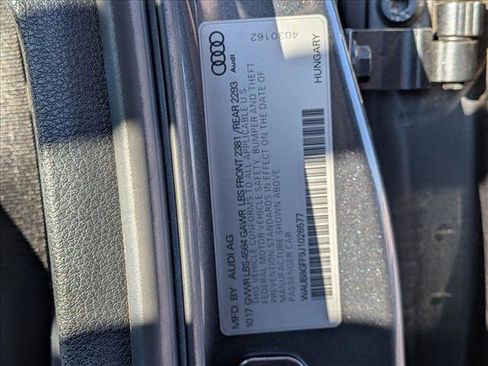 4030162
Audi
HUNGARY
MFD BY AUDI AG
10 17 GVWR LBS 4564 GAWR LBS FRONT 2381 / REAR 2293
THIS VEHICLE CONFORMS TO ALL APPLICABLE U.S.
FEDERAL MOTOR VEHICLE SAFETY, BUMPER AND THEFT
PREVENTION STANDARDS IN EFFECT ON THE DATE OF
MANUFACTURE SHOWN ABOVE
PASSENGER CAR
WAUB8GFF9J1026577